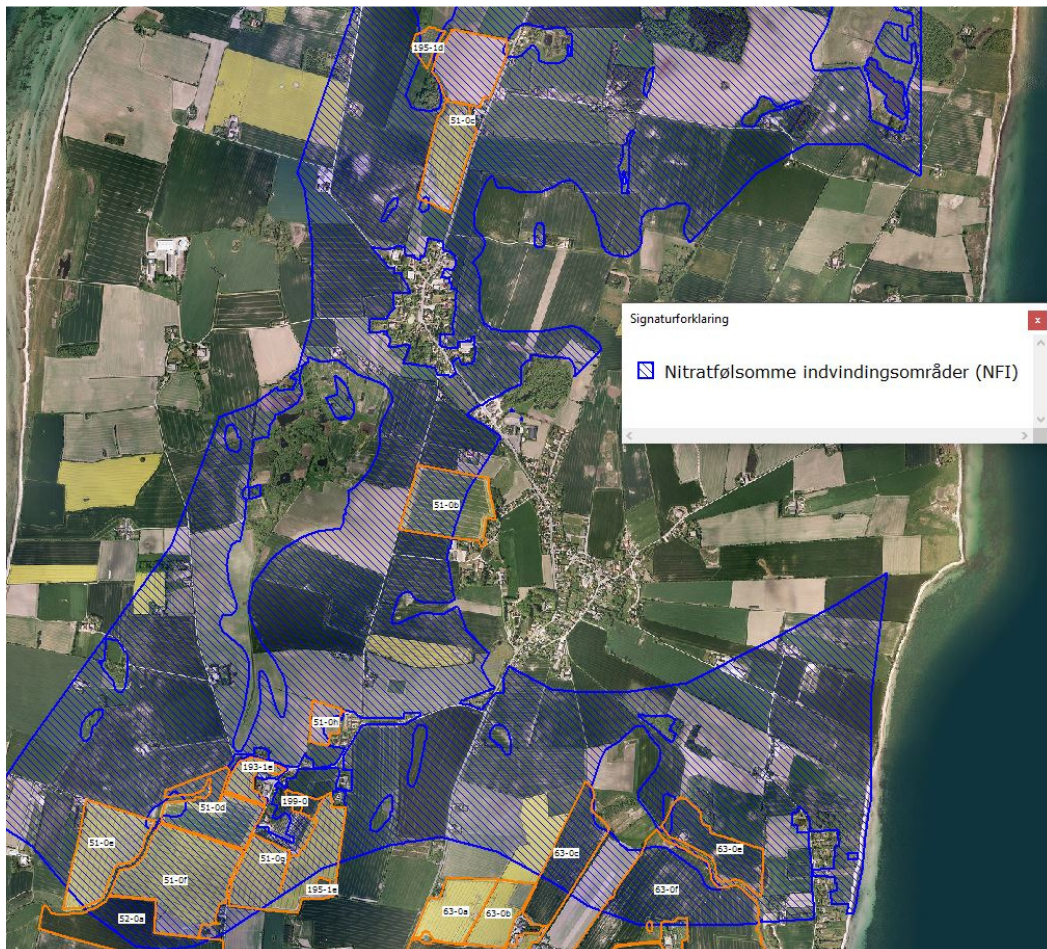 195-1d
51-0c
Signaturforklaring
x
Nitratfølsomme indvindingsområder (NFI)
51-0b
51-0h
193-1e
199-0
51-0d
51-0e
51-0g
51-0f
195-1e
52-0a
63-0e
63-0c
63-0f
63-0a
63-0b